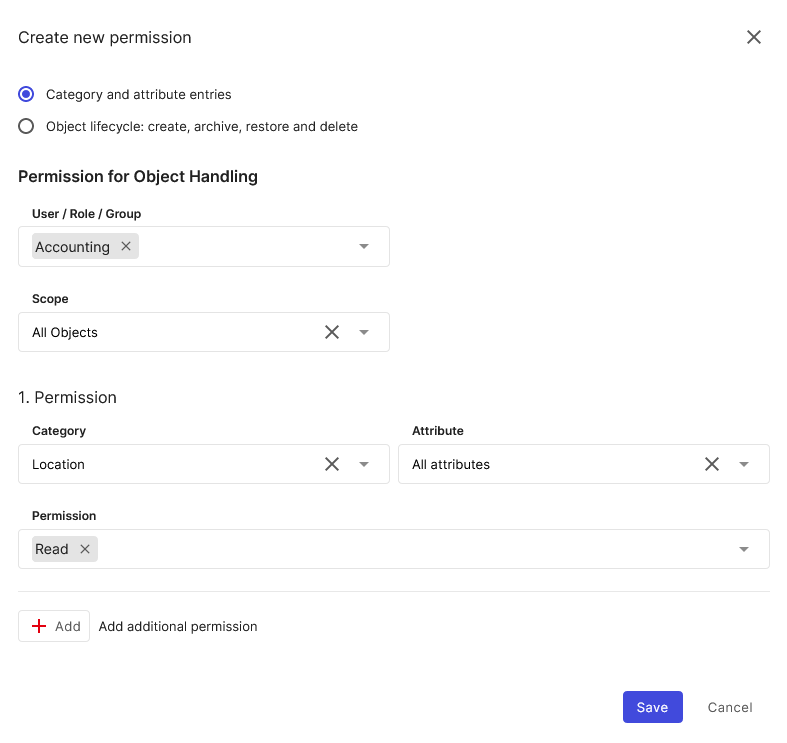 Create new permission
Category and attribute entries
Object lifecycle: create, archive, restore and delete
Permission for Object Handling
User / Role / Group
Accounting
Scope
All Objects
1. Permission
Category Attribute
Location All attributes
Permission
Read
Add Add additional permission
Save Cancel